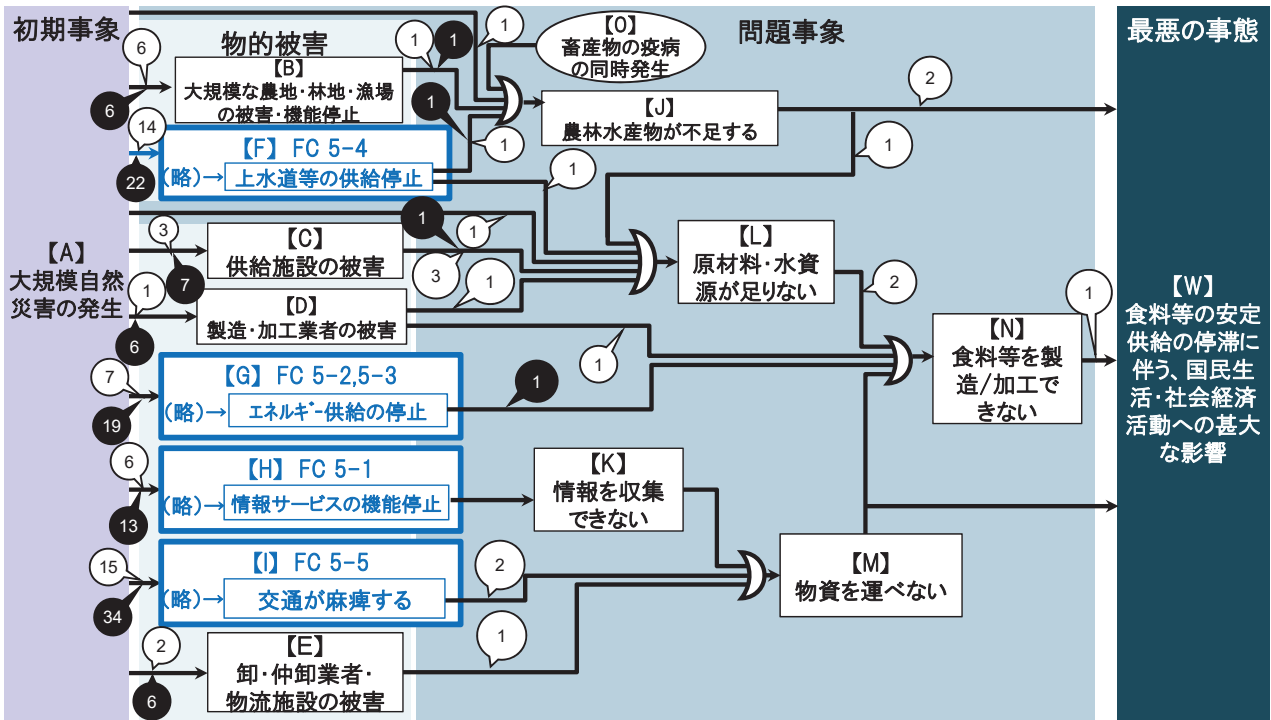 初期事象
物的被害
問題事象
最悪の事態
【A】
大規模自然
災害の発生
6
6
【B】
大規模な農地・林地・漁場
の被害・機能停止
1
1
1
【O】
畜産物の疫病
の同時発生
【J】
農林水産物が不足する
2
1
14
22
【F】 FC 5-4
(略)→
上水道等の供給停止
1
1
1
3
7
【C】
供給施設の被害
1
3
1
【L】
原材料・水資
源が足りない
2
1
6
【D】
製造・加工業者の被害
1
1
【N】
食料等を製
造/加工で
きない
1
7
19
【G】 FC 5-2,5-3
(略)→
エネルギー供給の停止
1
6
13
【H】 FC 5-1
(略)→
情報サービスの機能停止
【K】
情報を収集
できない
15
34
【I】 FC 5-5
(略)→
交通が麻痺する
2
【M】
物資を運べない
2
6
【E】
卸・仲卸業者・
物流施設の被害
1
【W】
食料等の安定
供給の停滞に
伴う、国民生
活・社会経済
活動への甚大
な影響